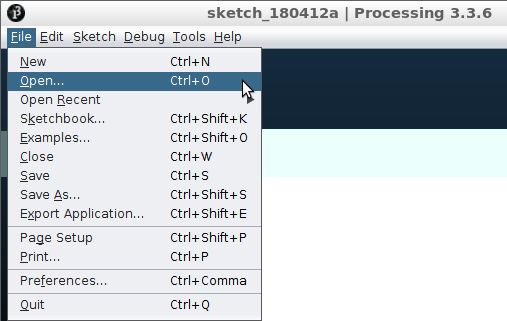 sketch_180412a | Processing 3.3.6
File Edit Sketch Debug Tools Help
New Ctrl+N
Open... Ctrl+O
Open Recent
Sketchbook... Ctrl+Shift+K
Examples... Ctrl+Shift+O
Close Ctrl+W
Save Ctrl+S
Save As... Ctrl+Shift+S
Export Application... Ctrl+Shift+E
Page Setup Ctrl+Shift+P
Print... Ctrl+P
Preferences... Ctrl+Comma
Quit Ctrl+Q